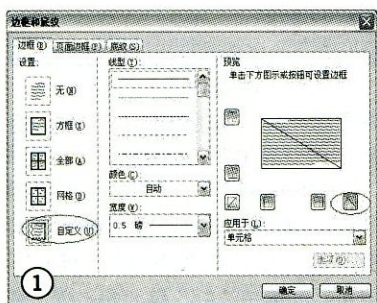 边框和底纹
边框(B) 页面边框(P) 底纹(S)
设置:
无(N)
方框(X)
全部(A)
网格(D)
自定义(U)
线型(Y):
颜色(C):
自动
宽度(W):
0.5 磅
预览
单击下方图示或按钮可设置边框
应用于(L):
单元格
确定
取消
①